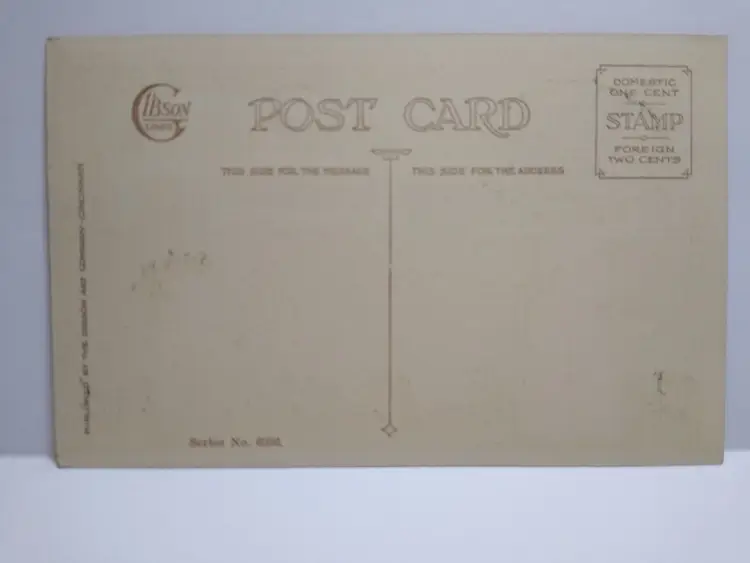 GIBSON
LINES
POST CARD
DOMESTIC
ONE CENT
STAMP
FOREIGN
TWO CENTS
THIS SIDE FOR THE MESSAGE
THIS SIDE FOR THE ADDRESS
PUBLISHED BY THE GIBSON ART COMPANY CINCINNATI
Series No.